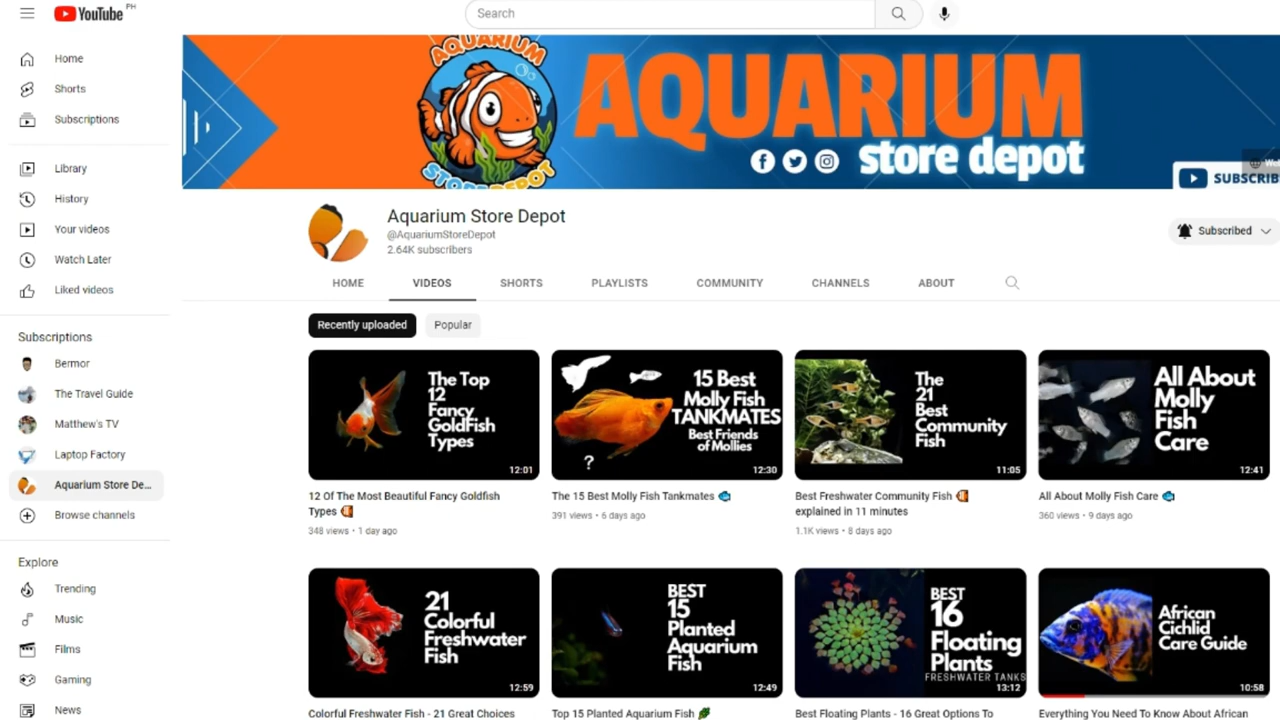 YouTube PH
Search
Home
Shorts
Subscriptions
Library
History
Your videos
Watch Later
Liked videos
Subscriptions
Bermor
The Travel Guide
Matthew's TV
Laptop Factory
Aquarium Store De...
Browse channels
Explore
Trending
Music
Films
Gaming
News
AQUARIUM
STORE DEPOT
AQUARIUM
store depot
SUBSCRIB
Aquarium Store Depot
@AquariumStoreDepot
2.64K subscribers
Subscribed
HOME VIDEOS SHORTS PLAYLISTS COMMUNITY CHANNELS ABOUT
Recently uploaded Popular
The Top
12
Fancy
GoldFish
Types
12:01
12 Of The Most Beautiful Fancy Goldfish
Types
348 views • 1 day ago
15 Best
Molly Fish
TANKMATES
Best Friends
of Mollies
?
12:30
The 15 Best Molly Fish Tankmates
391 views • 6 days ago
The
21
Best
Community
Fish
11:05
Best Freshwater Community Fish
explained in 11 minutes
1.1K views • 8 days ago
All About
Molly
Fish
Care
12:41
All About Molly Fish Care
360 views • 9 days ago
21
Colorful
Freshwater
Fish
12:59
Colorful Freshwater Fish - 21 Great Choices
BEST
15
Planted
Aquarium
Fish
12:49
Top 15 Planted Aquarium Fish
BEST
16
Floating
Plants
FRESHWATER TANKS
13:12
Best Floating Plants - 16 Great Options To
African
Cichlid
Care Guide
10:58
Everything You Need To Know About African